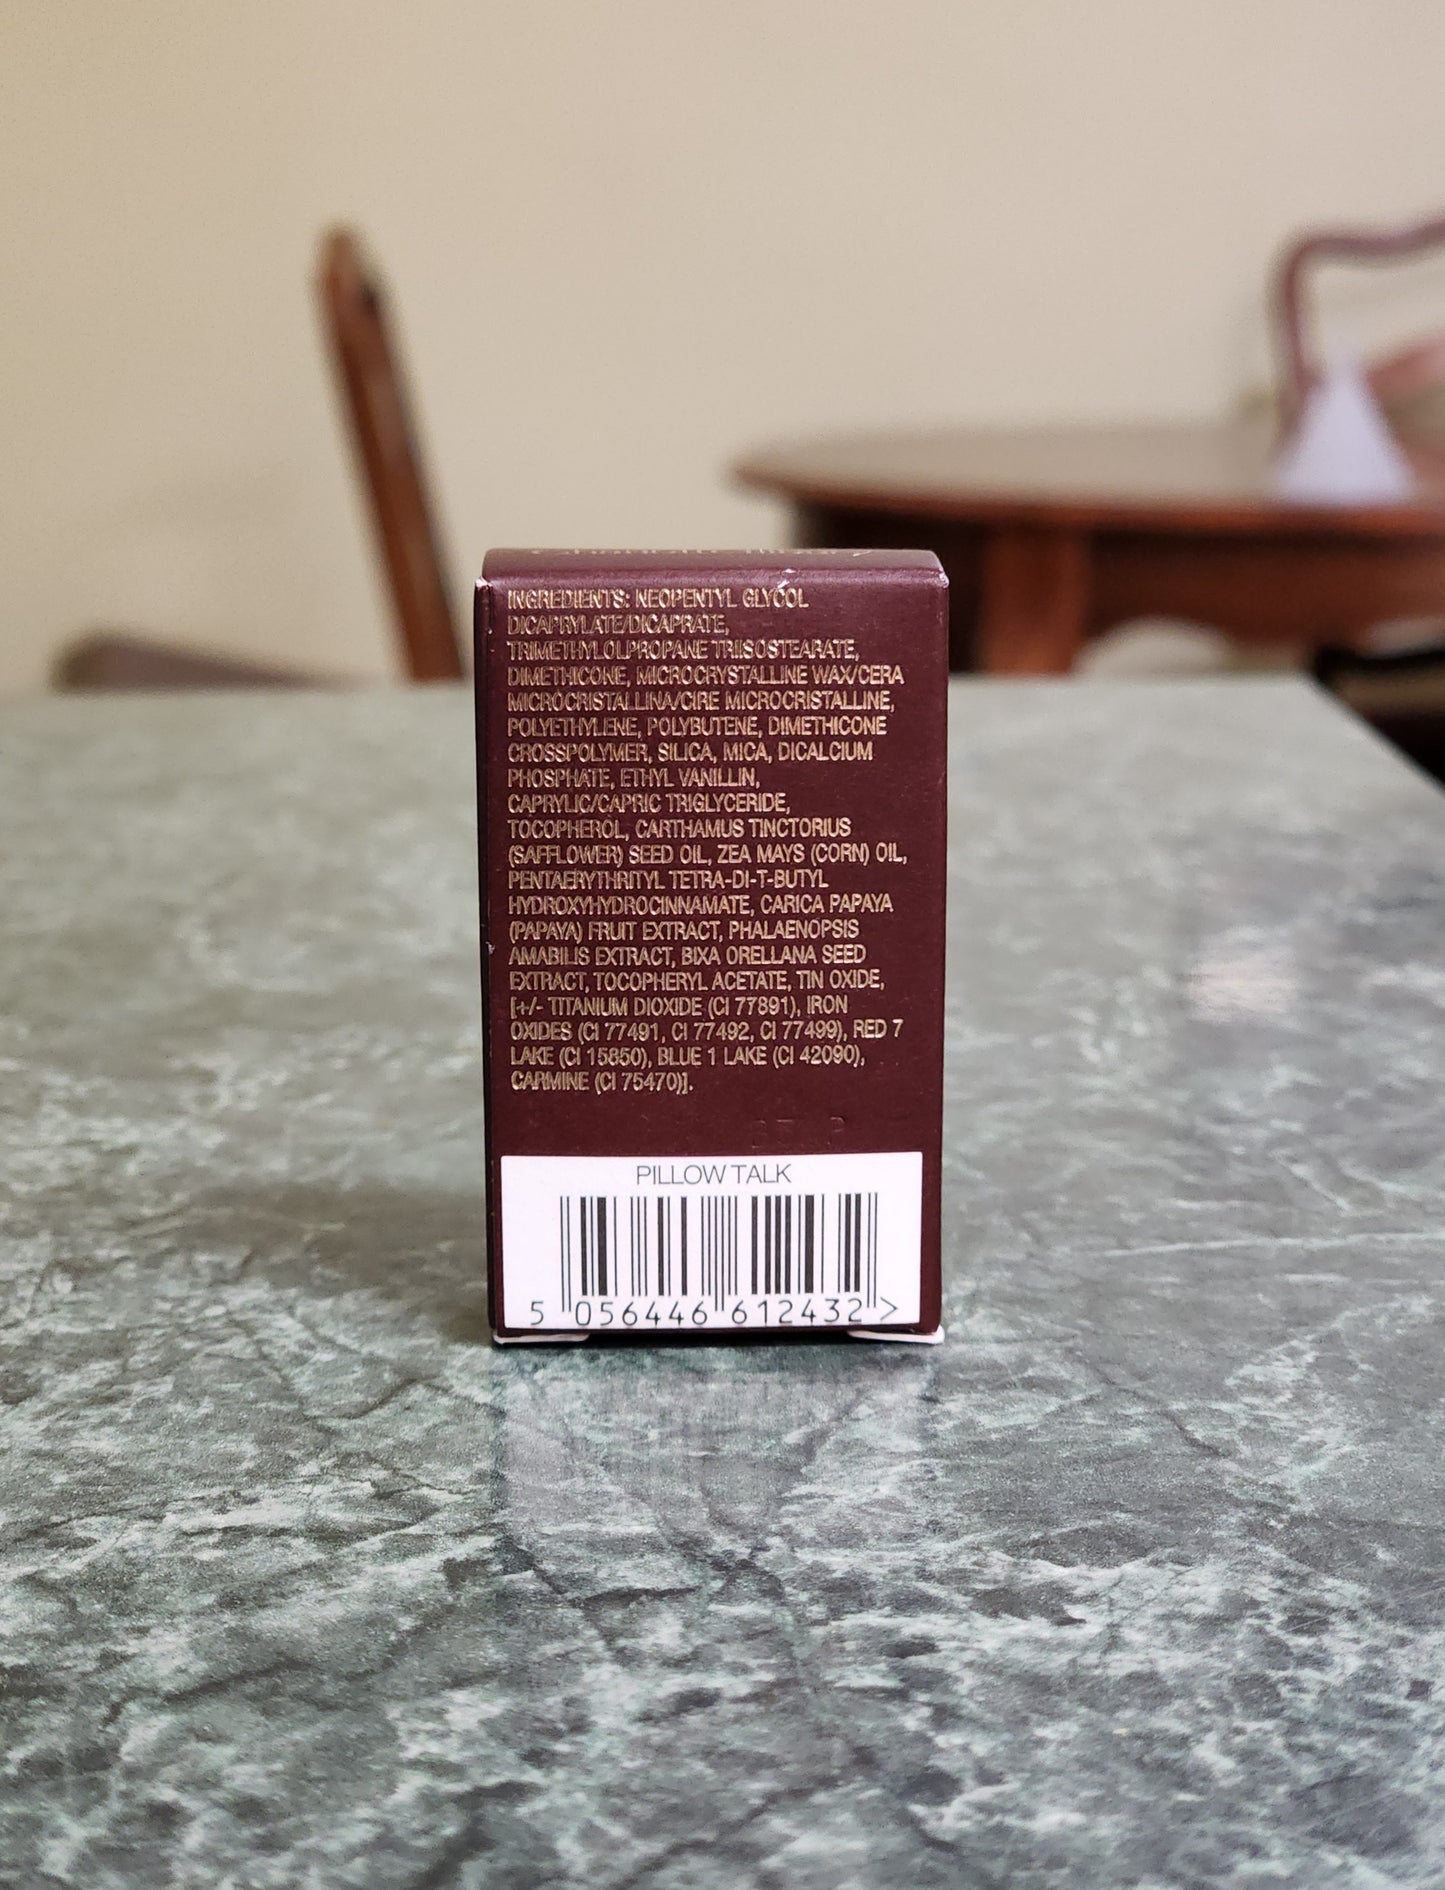 INGREDIENTS: NEOPENTYL GLYCOL
DICAPRYLATE/DICAPRATE,
TRIMETHYLOLPROPANE TRIISOSTEARATE,
DIMETHICONE, MICROCRYSTALLINE WAX/CERA
MICROCRISTALLINA/CIRE MICROCRISTALLINE,
POLYETHYLENE, POLYBUTENE, DIMETHICONE
CROSSPOLYMER, SILICA, MICA, DICALCIUM
PHOSPHATE, ETHYL VANILLIN,
CAPRYLIC/CAPRIC TRIGLYCERIDE,
TOCOPHEROL, CARTHAMUS TINCTORIUS
(SAFFLOWER) SEED OIL, ZEA MAYS (CORN) OIL,
PENTAERYTHRITYL TETRA-DI-T-BUTYL
HYDROXYHYDROCINNAMATE, CARICA PAPAYA
(PAPAYA) FRUIT EXTRACT, PHALAENOPSIS
AMABILIS EXTRACT, BIXA ORELLANA SEED
EXTRACT, TOCOPHERYL ACETATE, TIN OXIDE,
[+/- TITANIUM DIOXIDE (CI 77891), IRON
OXIDES (CI 77491, CI 77492, CI 77499), RED 7
LAKE (CI 15850), BLUE 1 LAKE (CI 42090),
CARMINE (CI 75470)].
PILLOW TALK
5 056446 612432 >